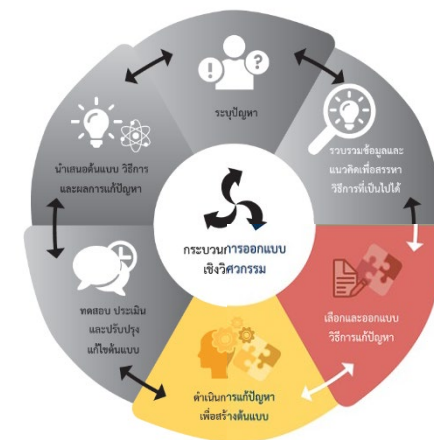 ระบุปัญหา
รวบรวมข้อมูลและ
แนวคิดเพื่อสรรหา
วิธีการที่เป็นไปได้
เลือกและออกแบบ
วิธีการแก้ปัญหา
ดำเนินการแก้ปัญหา
เพื่อสร้างต้นแบบ
ทดสอบ ประเมิน
และปรับปรุง
แก้ไขต้นแบบ
นำเสนอต้นแบบ วิธีการ
และผลการแก้ปัญหา
กระบวนการออกแบบ
เชิงวิศวกรรม